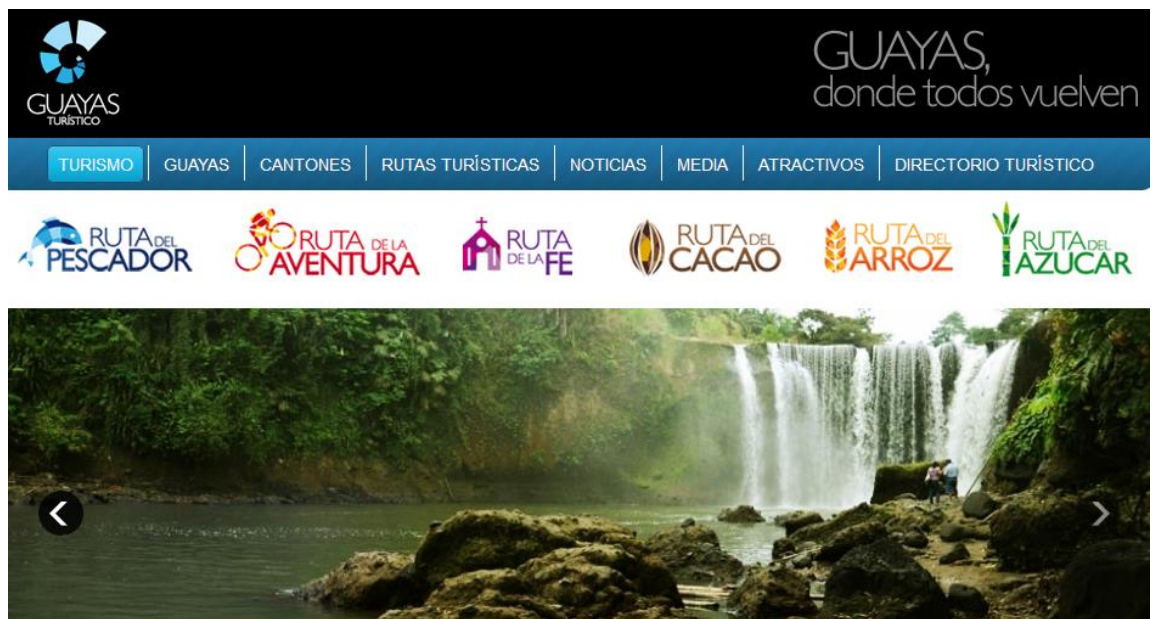 GUAYAS
TURÍSTICO
GUAYAS,
donde todos vuelven
TURISMO
GUAYAS
CANTONES
RUTAS TURÍSTICAS
NOTICIAS
MEDIA
ATRACTIVOS
DIRECTORIO TURÍSTICO
RUTA DEL
PESCADOR
RUTA DE LA
AVENTURA
RUTA
DE LA FE
RUTA DEL
CACAO
RUTA DEL
ARROZ
RUTA DEL
AZUCAR